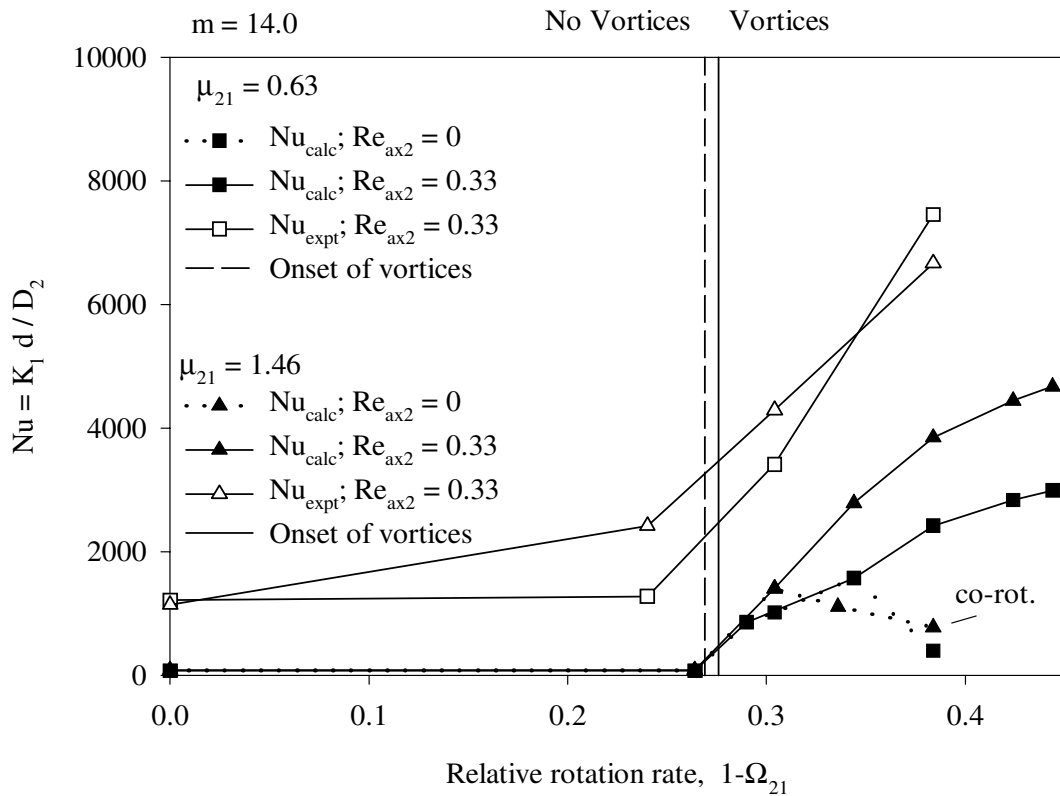 m = 14.0
No Vortices
Vortices
μ21 = 0.63
Nucalc; Reax2 = 0
Nucalc; Reax2 = 0.33
Nuexpt; Reax2 = 0.33
Onset of vortices
μ21 = 1.46
Nucalc; Reax2 = 0
Nucalc; Reax2 = 0.33
Nuexpt; Reax2 = 0.33
Onset of vortices
co-rot.
Nu = K1 d / D2
10000
8000
6000
4000
2000
0
0.0
0.1
0.2
0.3
0.4
Relative rotation rate, 1-Ω21